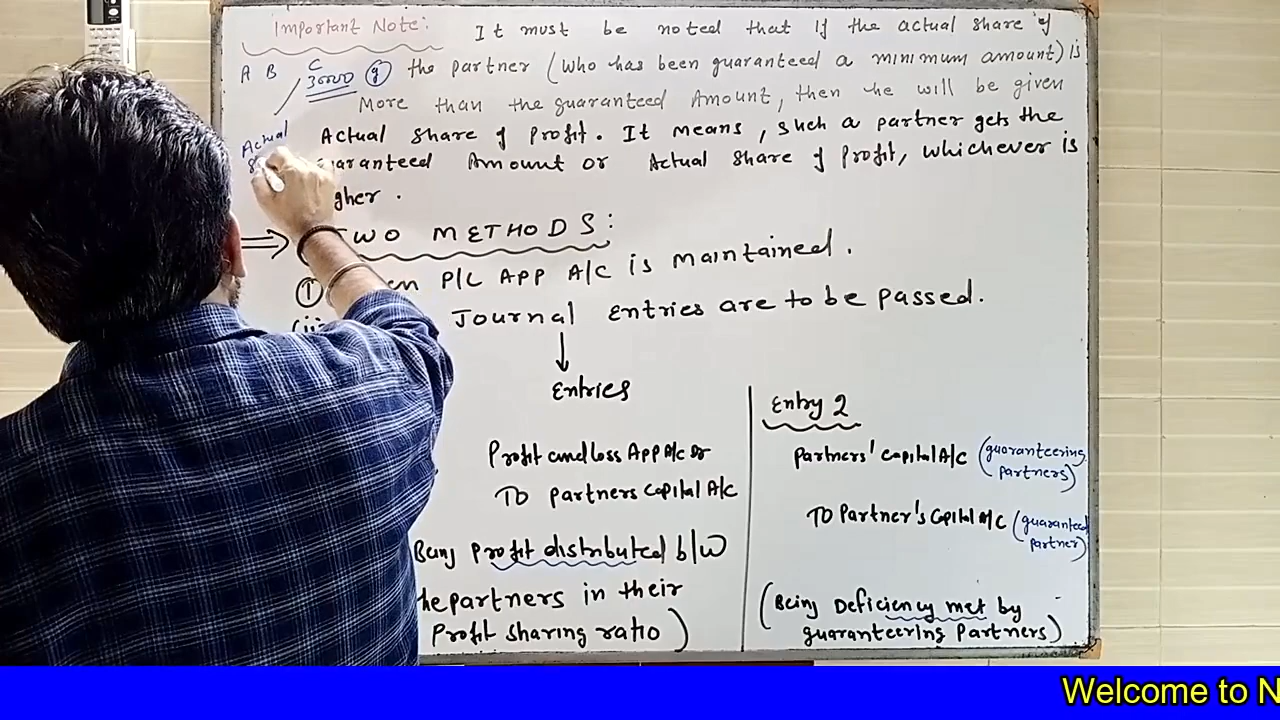 Important Note: It must be noted that if the actual share of
A B C
30000 (g) the partner (who has been guaranteed a minimum amount) is
More than the guaranteed Amount, then he will be given
Actual
Actual share of profit. It means, such a partner gets the
Amount or Actual share of profit, whichever is
TWO METHODS:
P/L APP A/C is maintained.
Journal entries are to be passed.
Entries
Entry 2
Profit and loss App A/c Dr
To partners capital A/c
Being profit distributed b/w
partners in their
Profit sharing ratio)
Partners' capital A/c (guaranteeing
partners)
To Partner's capital A/c (guaranteed
partner)
(Being Deficiency met by
guaranteeing Partners)
Welcome to N